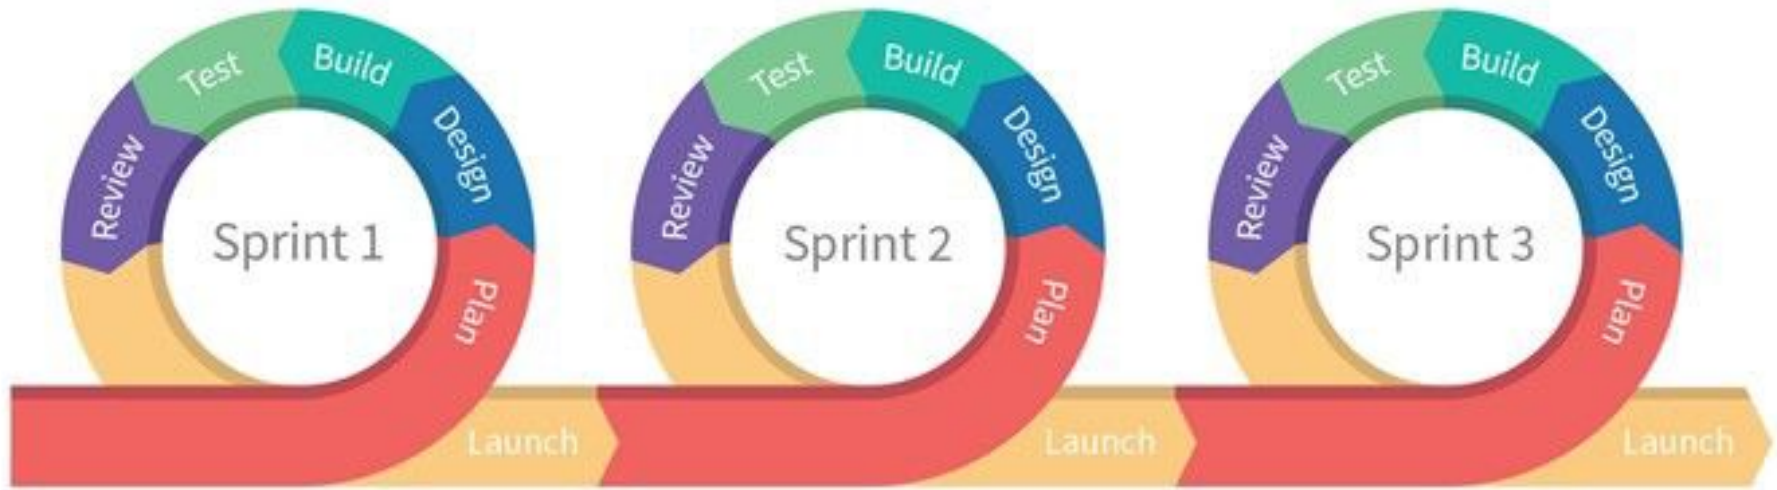 Plan
Design
Build
Test
Review
Sprint 1
Launch
Plan
Design
Build
Test
Review
Sprint 2
Launch
Plan
Design
Build
Test
Review
Sprint 3
Launch